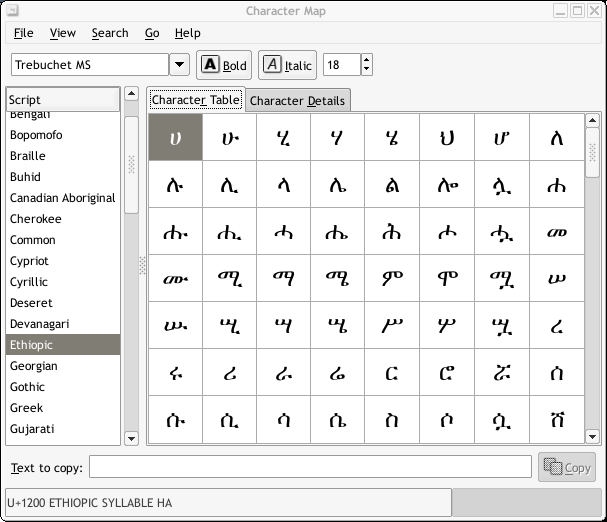 Character Map
File View Search Go Help
Trebuchet MS
A Bold
A Italic
18
Script
Bengali
Bopomofo
Braille
Buhid
Canadian Aboriginal
Cherokee
Common
Cypriot
Cyrillic
Deseret
Devanagari
Ethiopic
Georgian
Gothic
Greek
Gujarati
Character Table Character Details
ሀ ሁ ሂ ሃ ሄ ህ ሆ ለ
ሉ ሊ ላ ሌ ል ሎ ሏ ሐ
ሑ ሒ ሓ ሔ ሕ ሖ ሗ መ
ሙ ሚ ማ ሜ ም ሞ ሟ ሠ
ሡ ሢ ሣ ሤ ሥ ሦ ሧ ረ
ሩ ሪ ራ ሬ ር ሮ ሯ ሰ
ሱ ሲ ሳ ሴ ስ ሶ ሷ ሸ
Text to copy:
Copy
U+1200 ETHIOPIC SYLLABLE HA